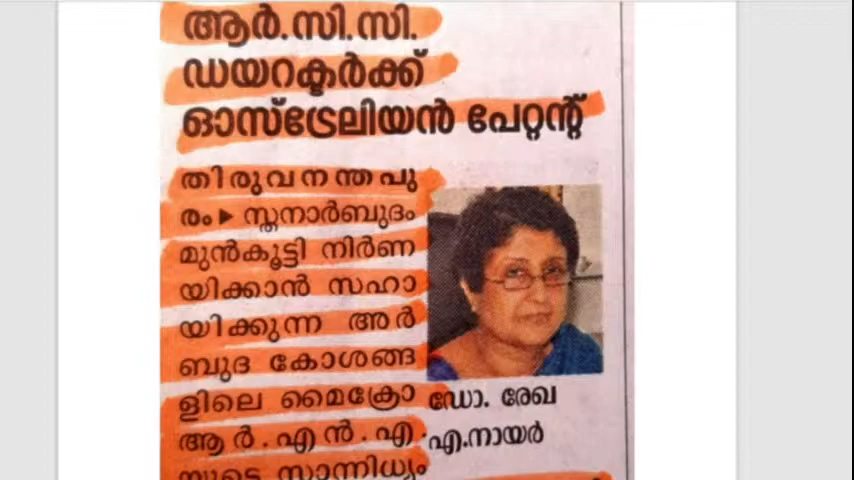 ആർ.സി.സി.
ഡയറക്ടർക്ക്
ഓസ്ട്രേലിയൻ പേറ്റന്റ്
തിരുവനന്തപു
രം▶ സ്തനാർബുദം
മുൻകൂട്ടി നിർണ
യിക്കാൻ സഹാ
യിക്കുന്ന അർ
ബുദ കോശങ്ങ
ളിലെ മൈക്രോ
ആർ.എൻ.എ
യുടെ സാന്നിധ്യം
ഡോ. രേഖ
എ.നായർ